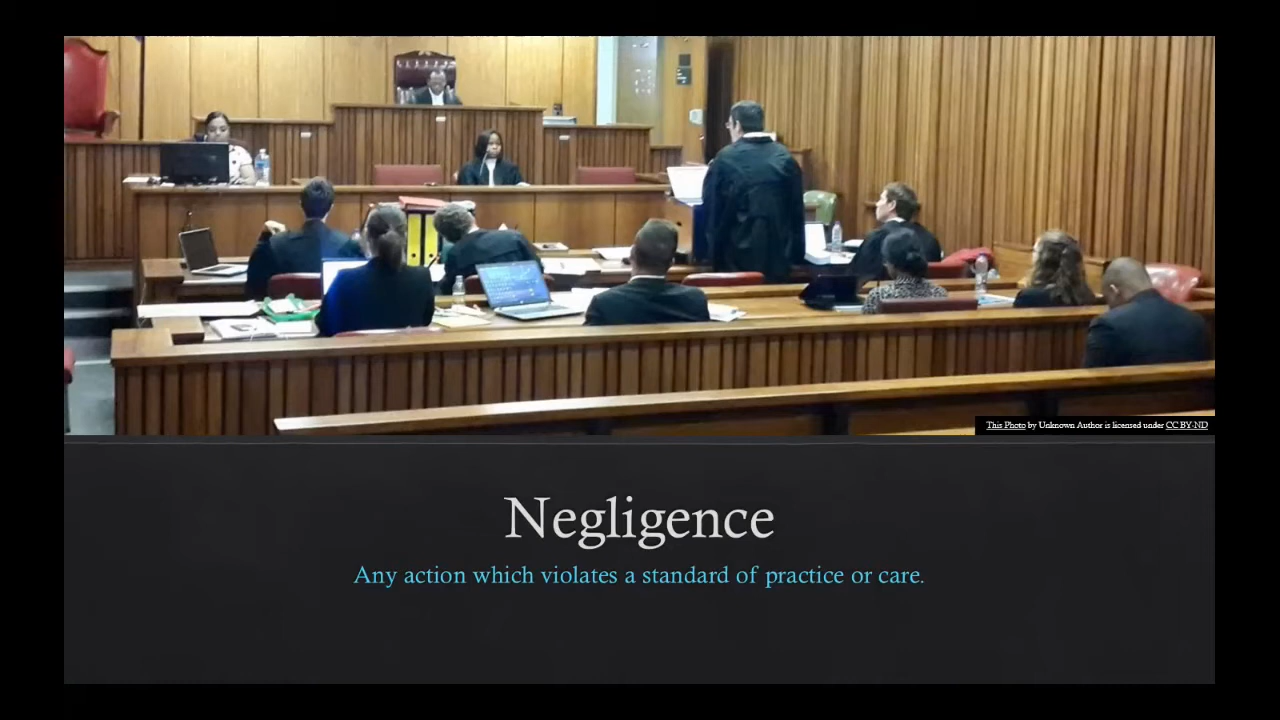 This Photo by Unknown Author is licensed under CC BY-ND
Negligence
Any action which violates a standard of practice or care.